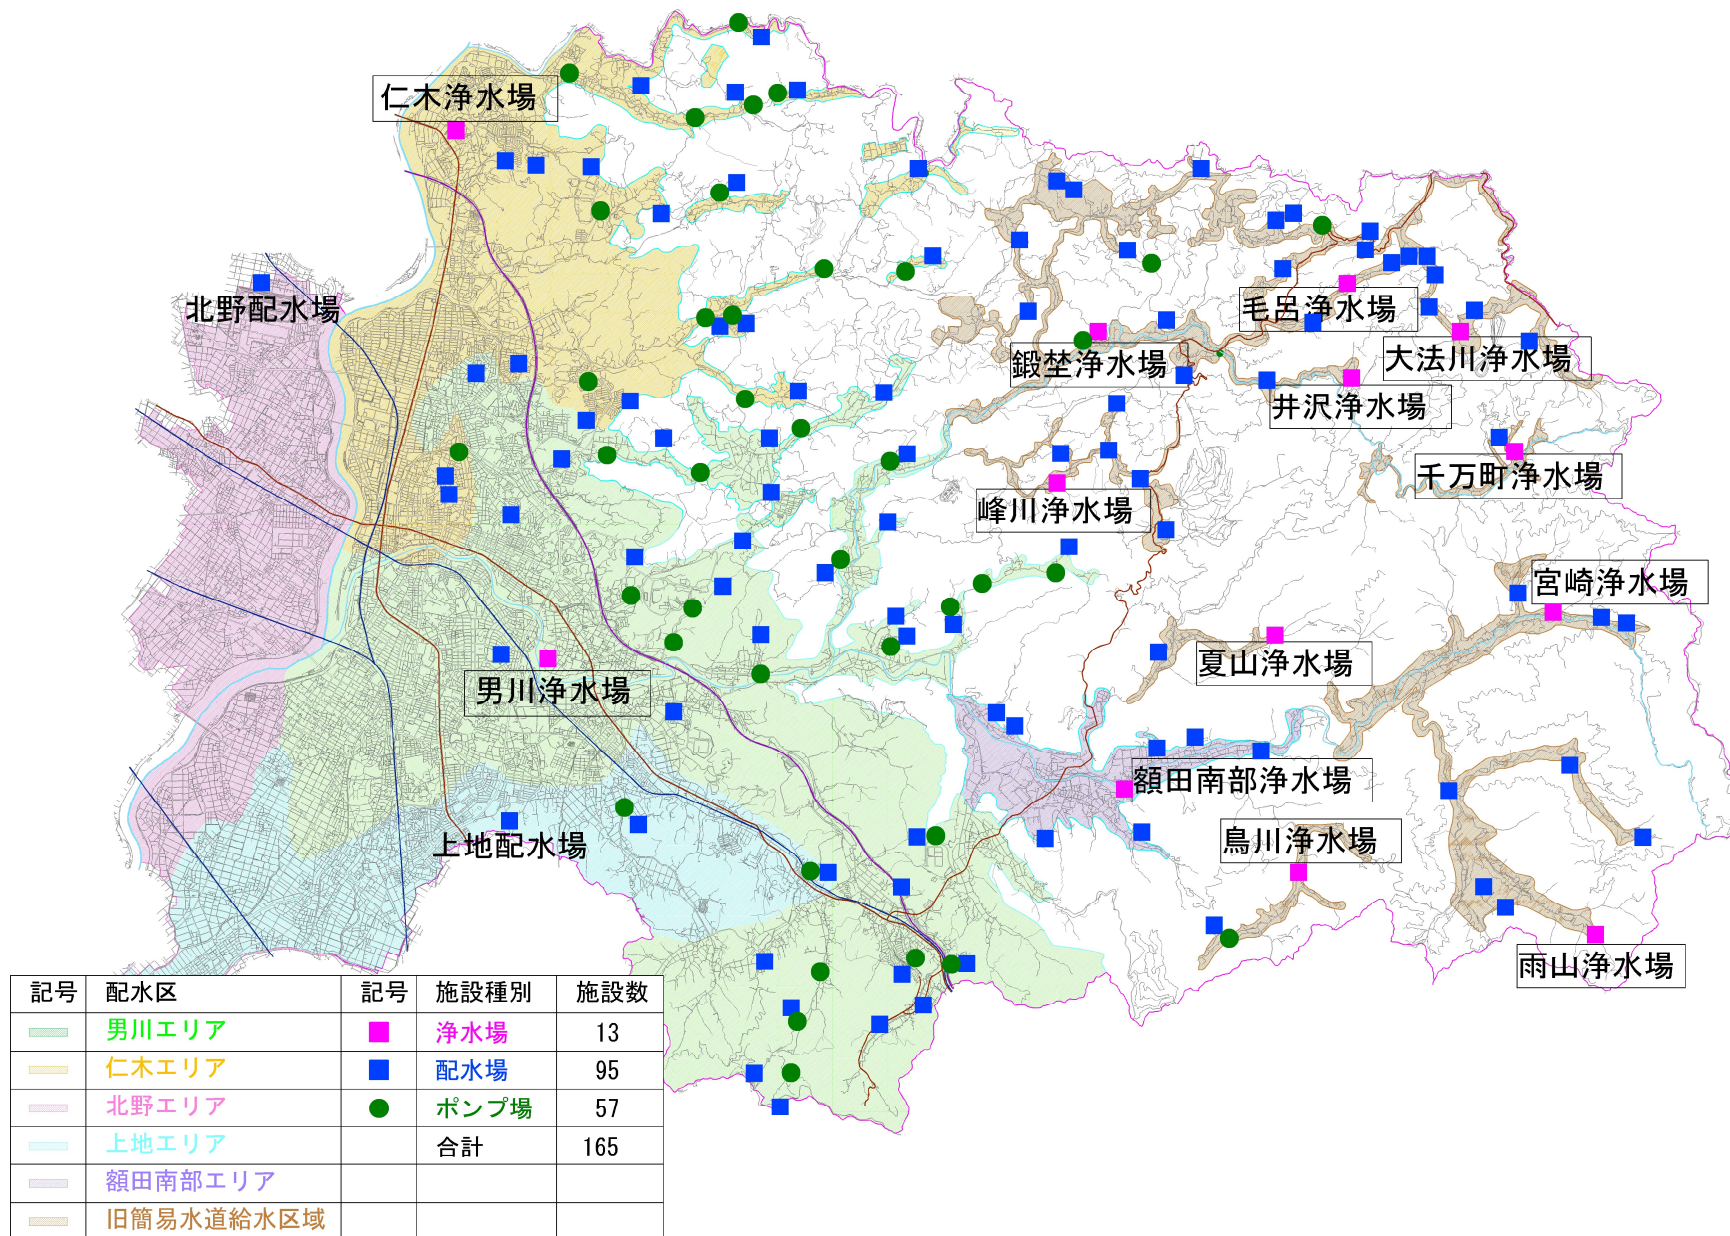 仁木浄水場
北野配水場
毛呂浄水場
鍛埜浄水場
大法川浄水場
井沢浄水場
千万町浄水場
峰川浄水場
宮崎浄水場
夏山浄水場
男川浄水場
額田南部浄水場
上地配水場
鳥川浄水場
雨山浄水場
記号 配水区 記号 施設種別 施設数
男川エリア 浄水場 13
仁木エリア 配水場 95
北野エリア ポンプ場 57
上地エリア 合計 165
額田南部エリア
旧簡易水道給水区域